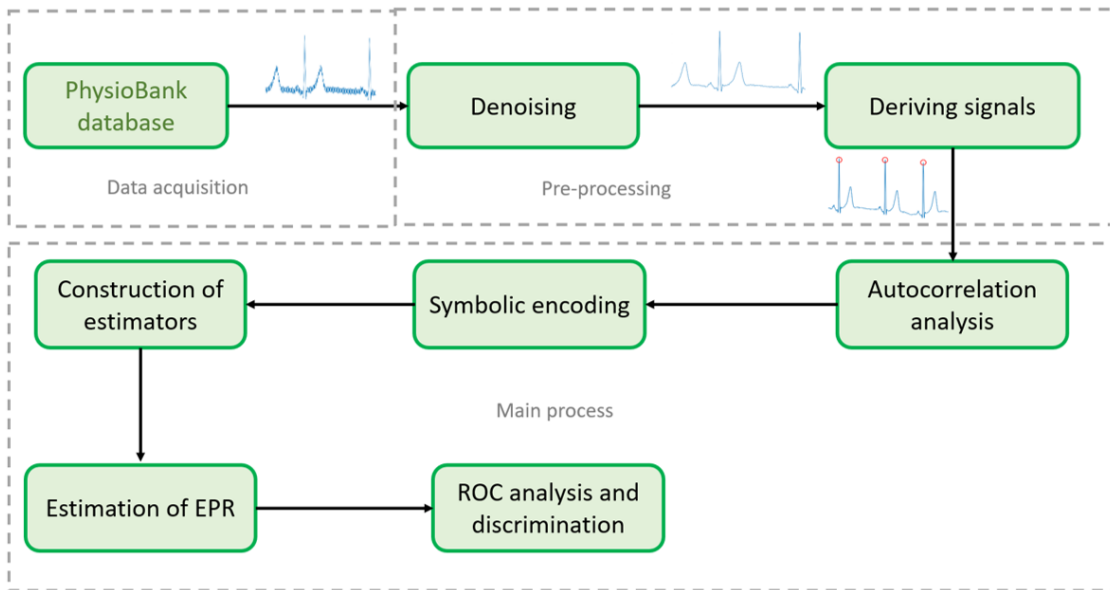 PhysioBank
database
Denoising
Deriving signals
Data acquisition
Pre-processing
Construction of
estimators
Symbolic encoding
Autocorrelation
analysis
Main process
Estimation of EPR
ROC analysis and
discrimination